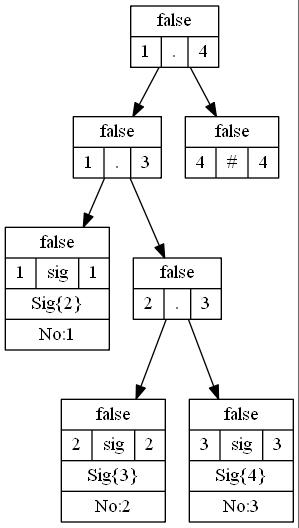 false
1 . 4
false
1 . 3
false
4 # 4
false
1 sig 1
Sig{2}
No:1
false
2 . 3
false
2 sig 2
Sig{3}
No:2
false
3 sig 3
Sig{4}
No:3